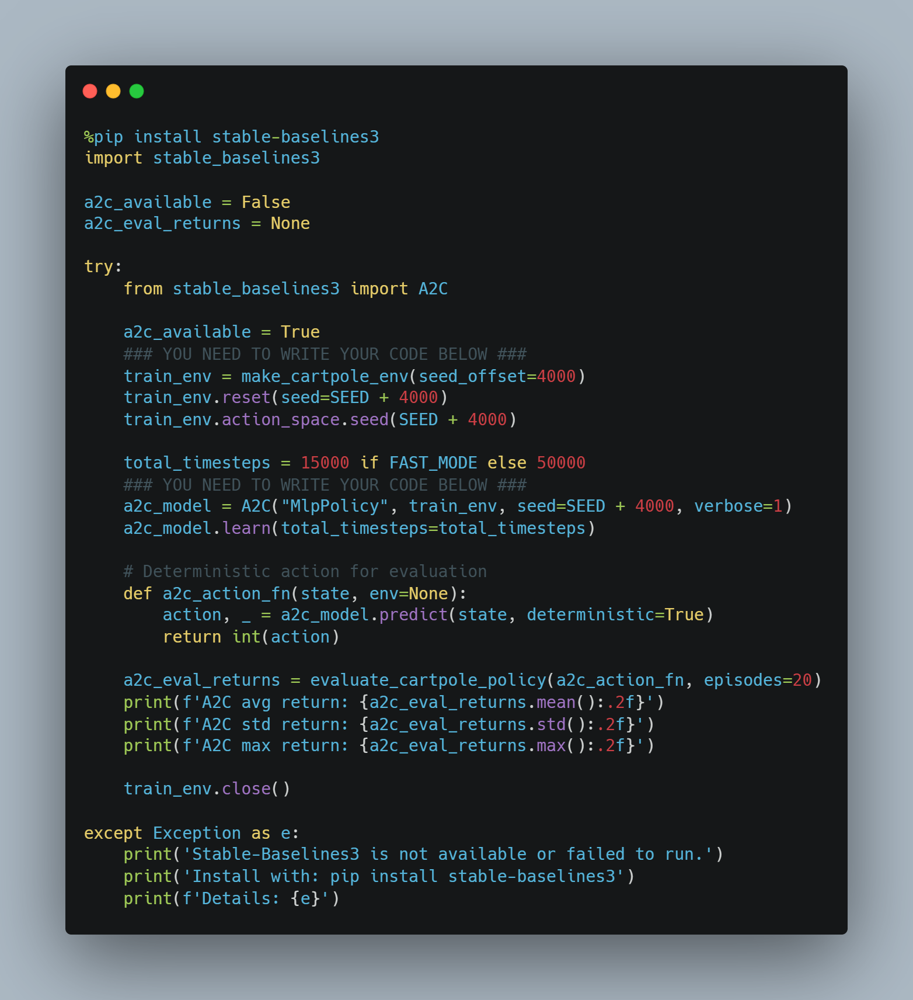 %pip install stable-baselines3
import stable_baselines3

a2c_available = False
a2c_eval_returns = None

try:
    from stable_baselines3 import A2C

    a2c_available = True
    ### YOU NEED TO WRITE YOUR CODE BELOW ###
    train_env = make_cartpole_env(seed_offset=4000)
    train_env.reset(seed=SEED + 4000)
    train_env.action_space.seed(SEED + 4000)

    total_timesteps = 15000 if FAST_MODE else 50000
    ### YOU NEED TO WRITE YOUR CODE BELOW ###
    a2c_model = A2C("MlpPolicy", train_env, seed=SEED + 4000, verbose=1)
    a2c_model.learn(total_timesteps=total_timesteps)

    # Deterministic action for evaluation
    def a2c_action_fn(state, env=None):
        action, _ = a2c_model.predict(state, deterministic=True)
        return int(action)

    a2c_eval_returns = evaluate_cartpole_policy(a2c_action_fn, episodes=20)
    print(f'A2C avg return: {a2c_eval_returns.mean():.2f}')
    print(f'A2C std return: {a2c_eval_returns.std():.2f}')
    print(f'A2C max return: {a2c_eval_returns.max():.2f}')

    train_env.close()

except Exception as e:
    print('Stable-Baselines3 is not available or failed to run.')
    print('Install with: pip install stable-baselines3')
    print(f'Details: {e}')